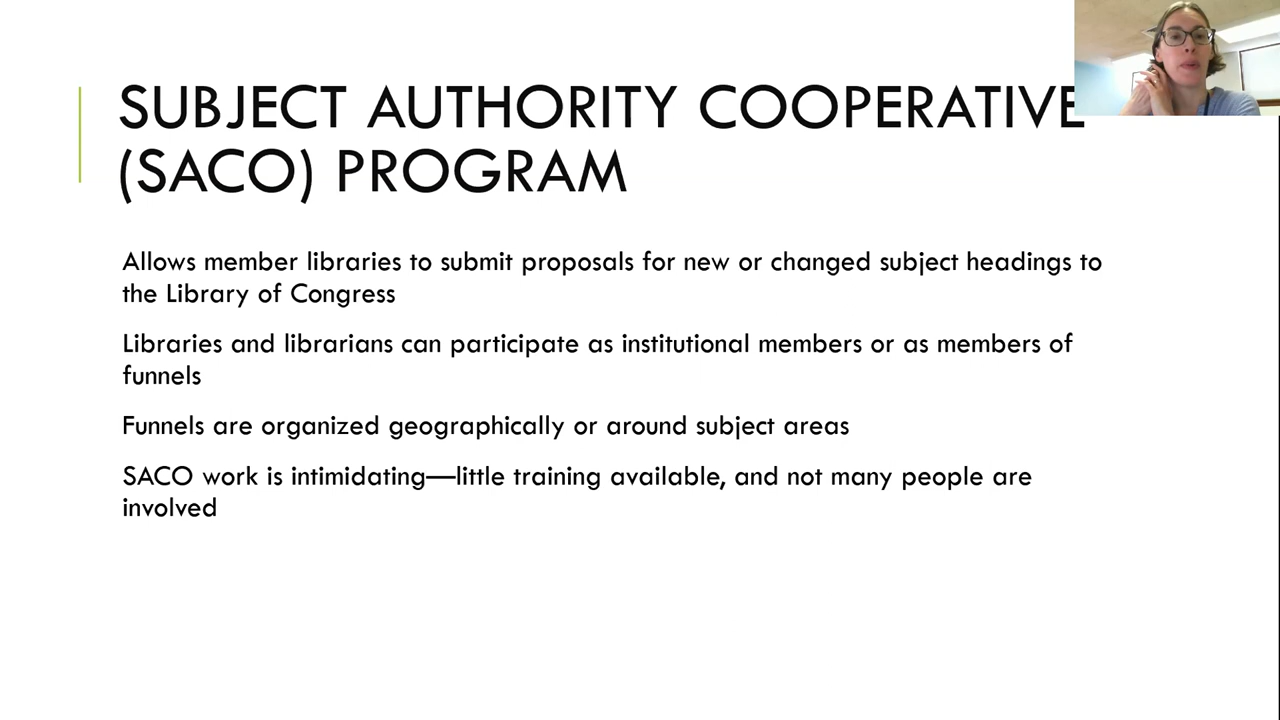 SUBJECT AUTHORITY COOPERATIVE
(SACO) PROGRAM
Allows member libraries to submit proposals for new or changed subject headings to
the Library of Congress
Libraries and librarians can participate as institutional members or as members of
funnels
Funnels are organized geographically or around subject areas
SACO work is intimidating—little training available, and not many people are
involved